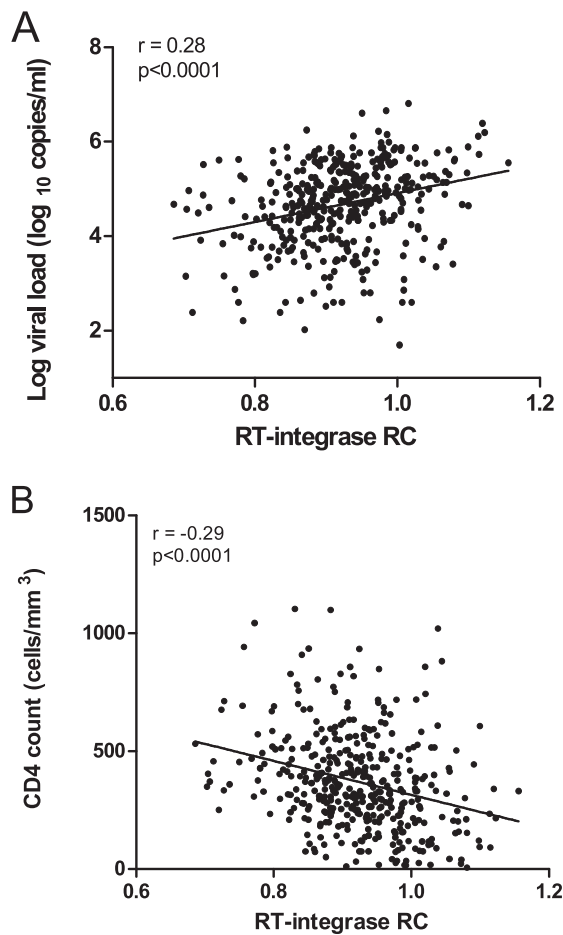 A
r = 0.28
p<0.0001
Log viral load (log 10 copies/ml)
8
6
4
2
0.6 0.8 1.0 1.2
RT-integrase RC
B
r = -0.29
p<0.0001
CD4 count (cells/mm 3)
1500
1000
500
0
0.6 0.8 1.0 1.2
RT-integrase RC